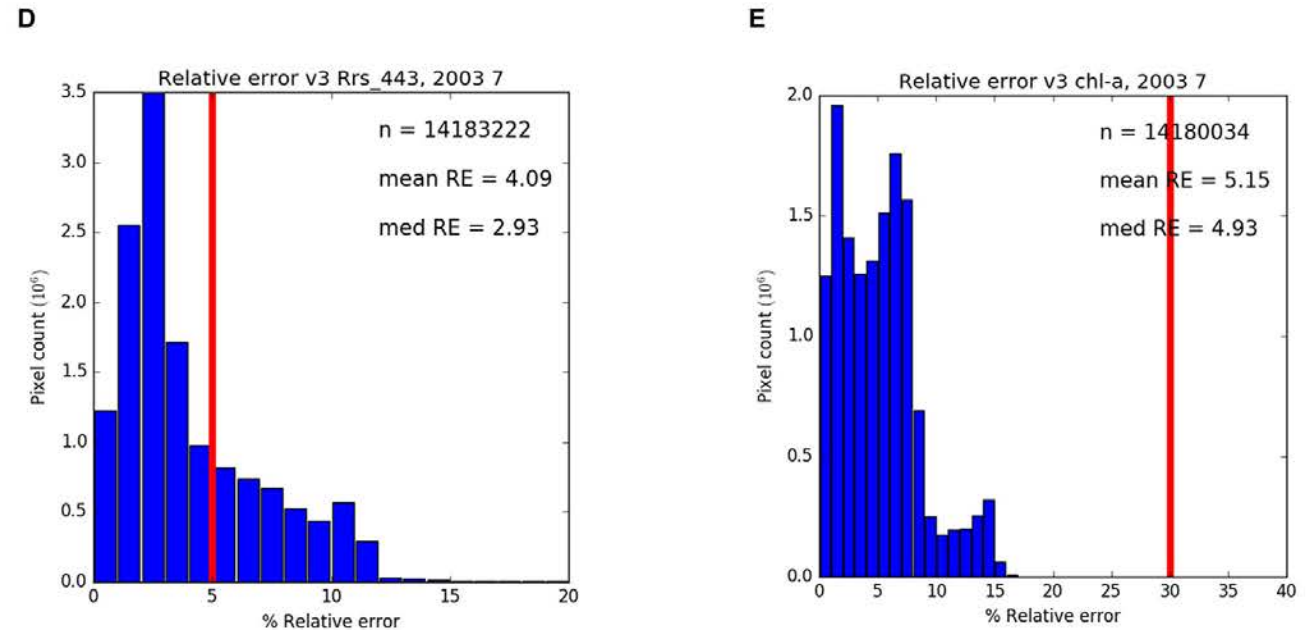 D
Relative error v3 Rrs_443, 2003 7
3.5
3.0
2.5
2.0
1.5
1.0
0.5
0.0
Pixel count (10⁶)
n = 14183222
mean RE = 4.09
med RE = 2.93
0 5 10 15 20
% Relative error
E
Relative error v3 chl-a, 2003 7
2.0
1.5
1.0
0.5
0.0
Pixel count (10⁶)
n = 14180034
mean RE = 5.15
med RE = 4.93
0 5 10 15 20 25 30 35 40
% Relative error